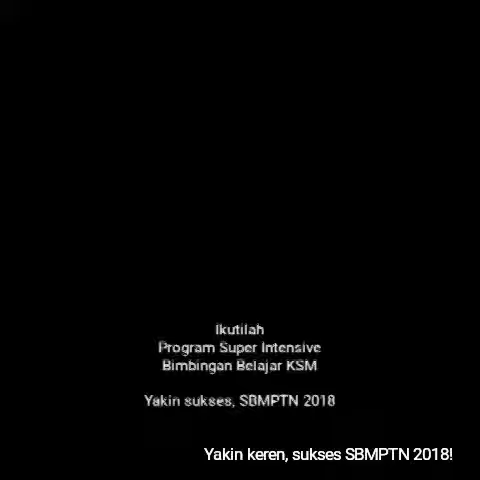 Ikutilah
Program Super Intensive
Bimbingan Belajar KSM
Yakin sukses, SBMPTN 2018
Yakin keren, sukses SBMPTN 2018!